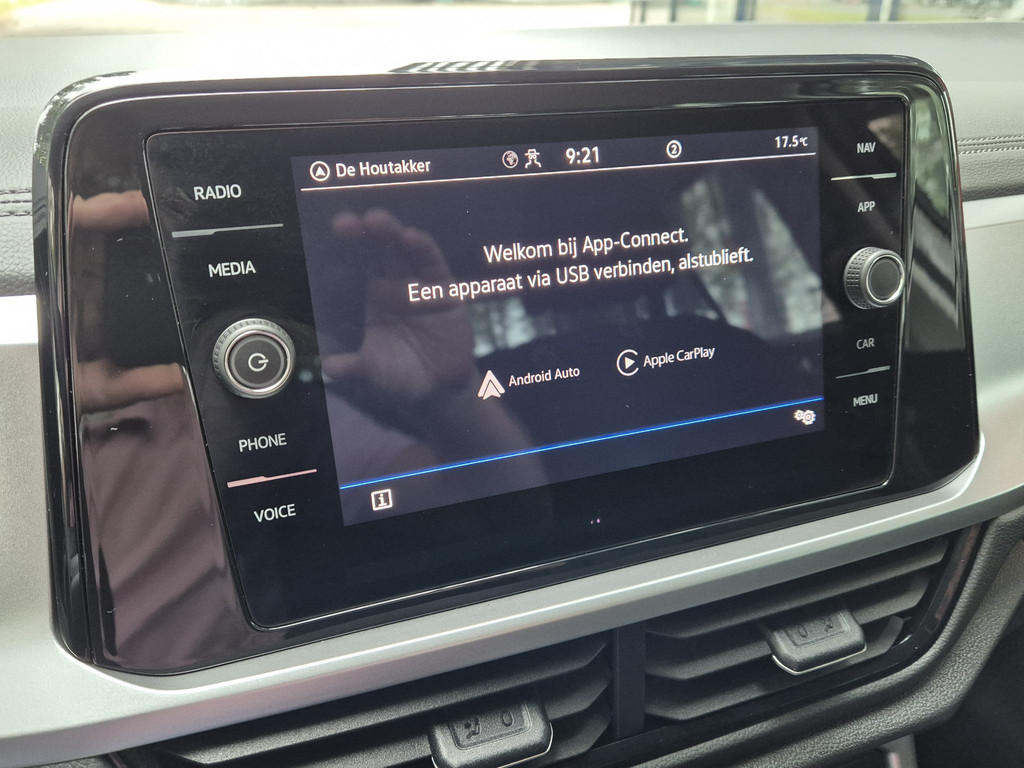 De Houtakker
9:21
2
17.5°C
RADIO
MEDIA
PHONE
VOICE
Welkom bij App-Connect.
Een apparaat via USB verbinden, alstublieft.
Android Auto
Apple CarPlay
i
NAV
APP
CAR
MENU